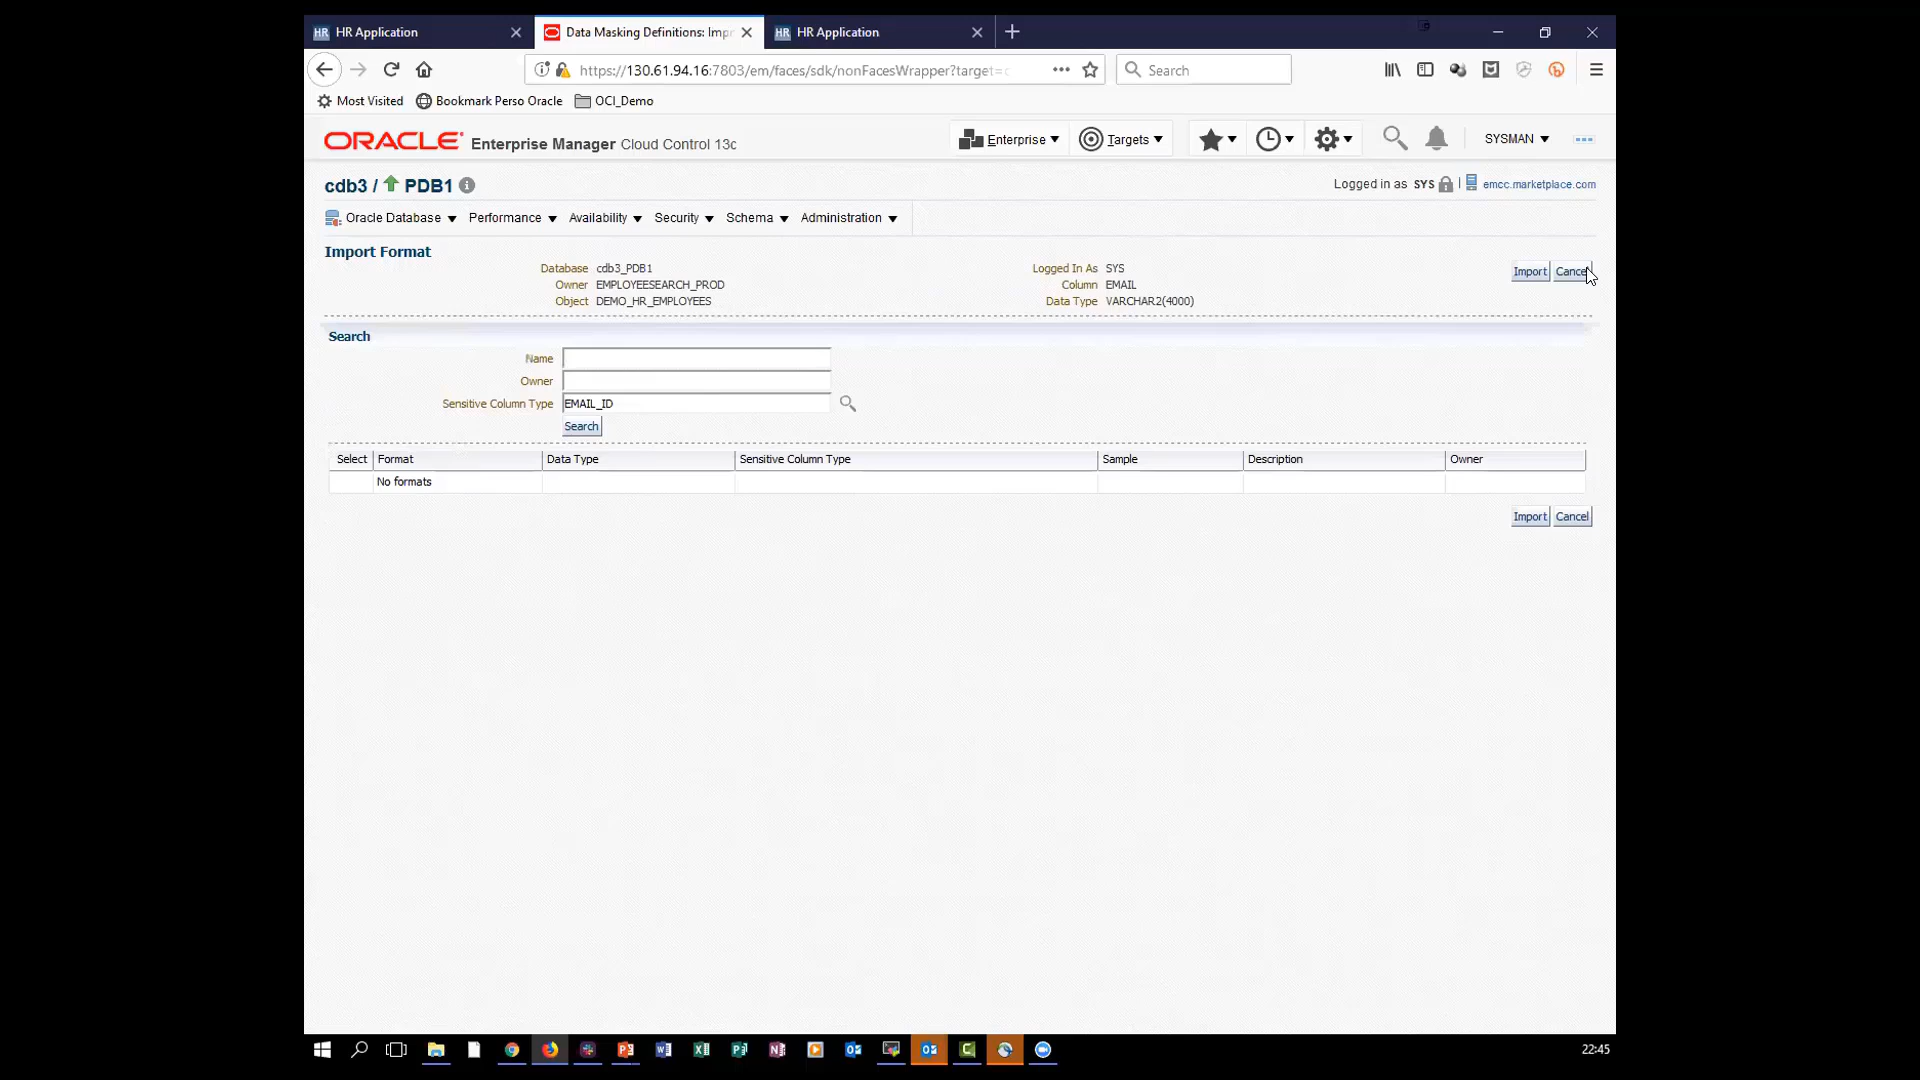 HR Application
Data Masking Definitions: Imp
HR Application
https://130.61.94.16:7803/em/faces/sdk/nonFacesWrapper?target=c
Search
Most Visited
Bookmark Perso Oracle
OCI_Demo
ORACLE Enterprise Manager Cloud Control 13c
Enterprise
Targets
SYSMAN
cdb3 / PDB1
Logged in as SYS
emcc.marketplace.com
Oracle Database Performance Availability Security Schema Administration
Import Format
Database cdb3_PDB1
Owner EMPLOYEESEARCH_PROD
Object DEMO_HR_EMPLOYEES
Logged In As SYS
Column EMAIL
Data Type VARCHAR2(4000)
Import Cancel
Search
Name
Owner
Sensitive Column Type EMAIL_ID
Search
Select Format Data Type Sensitive Column Type Sample Description Owner
No formats
Import Cancel
22:45